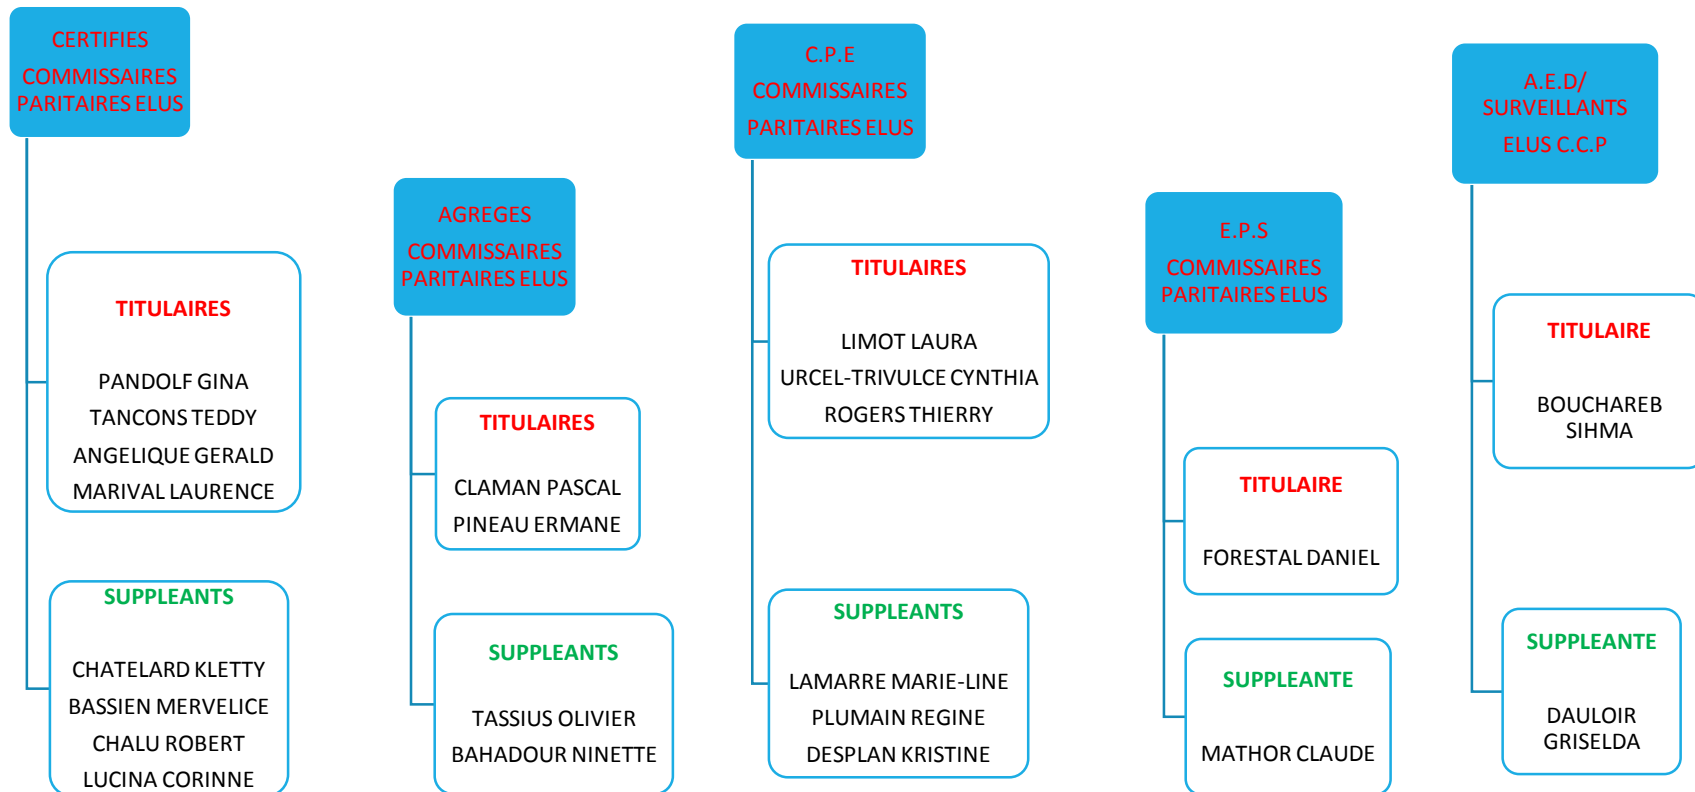 CERTIFIES
COMMISSAIRES
PARITAIRES ELUS
TITULAIRES
PANDOLF GINA
TANCONS TEDDY
ANGELIQUE GERALD
MARIVAL LAURENCE
SUPPLEANTS
CHATELARD KLETTY
BASSIEN MERVELICE
CHALU ROBERT
LUCINA CORINNE
AGREGES
COMMISSAIRES
PARITAIRES ELUS
TITULAIRES
CLAMAN PASCAL
PINEAU ERMANE
SUPPLEANTS
TASSIUS OLIVIER
BAHADOUR NINETTE
C.P.E
COMMISSAIRES
PARITAIRES ELUS
TITULAIRES
LIMOT LAURA
URCEL-TRIVULCE CYNTHIA
ROGERS THIERRY
SUPPLEANTS
LAMARRE MARIE-LINE
PLUMAIN REGINE
DESPLAN KRISTINE
E.P.S
COMMISSAIRES
PARITAIRES ELUS
TITULAIRE
FORESTAL DANIEL
SUPPLEANTE
MATHOR CLAUDE
A.E.D/
SURVEILLANTS
ELUS C.C.P
TITULAIRE
BOUCHAREB
SIHMA
SUPPLEANTE
DAULOIR
GRISELDA